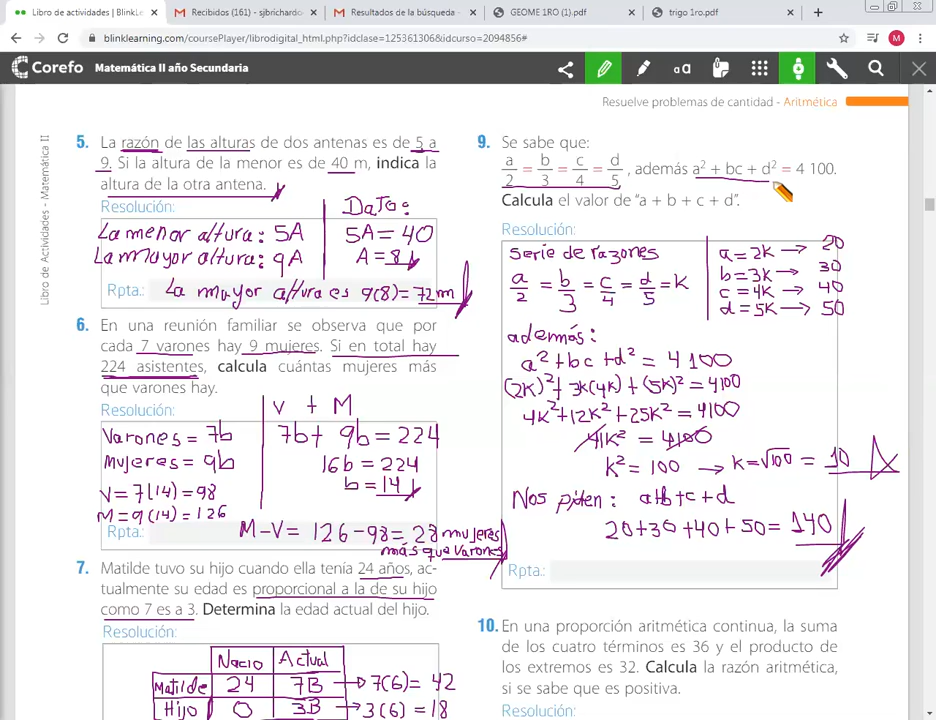 Libro de actividades - BlinkLe
Recibidos (161) - sjbrichardo
Resultados de la búsqueda -
GEOME 1RO (1).pdf
trigo 1ro.pdf
blinklearning.com/coursePlayer/librodigital_html.php?idclase=125361306&idcurso=2094856#
M
Corefo
Matemática II año Secundaria
aα
Resuelve problemas de cantidad - Aritmética
Libro de Actividades - Matemática II
5. La razón de las alturas de dos antenas es de 5 a
9. Si la altura de la menor es de 40 m, indica la
altura de la otra antena.
Resolución:
La menor altura: 5A
La mayor altura: 9A
Dato:
5A = 40
A = 8
Rpta.: La mayor altura es 9(8) = 72m
6. En una reunión familiar se observa que por
cada 7 varones hay 9 mujeres. Si en total hay
224 asistentes, calcula cuántas mujeres más
que varones hay.
Resolución:
Varones = 7b
Mujeres = 9b
V = 7(14) = 98
M = 9(14) = 126
V + M
7b + 9b = 224
16b = 224
b = 14
Rpta.: M-V = 126-98 = 28 mujeres
más que varones
7. Matilde tuvo su hijo cuando ella tenía 24 años, ac-
tualmente su edad es proporcional a la de su hijo
como 7 es a 3. Determina la edad actual del hijo.
Resolución:
Nacio Actual
Matilde 24 7B → 7(6) = 42
Hijo 0 3B → 3(6) = 18
9. Se sabe que:
a/2 = b/3 = c/4 = d/5, además a² + bc + d² = 4 100.
Calcula el valor de "a + b + c + d".
Resolución:
Serie de razones
a/2 = b/3 = c/4 = d/5 = K
a = 2K → 20
b = 3K → 30
c = 4K → 40
d = 5K → 50
además:
a² + bc + d² = 4100
(2K)² + 3K(4K) + (5K)² = 4100
4K² + 12K² + 25K² = 4100
41K² = 4100
K² = 100 → K = √100 = 10
Nos piden: a+b+c+d
20+30+40+50 = 140
Rpta.:
10. En una proporción aritmética continua, la suma
de los cuatro términos es 36 y el producto de
los extremos es 32. Calcula la razón aritmética,
si se sabe que es positiva.
Resolución: